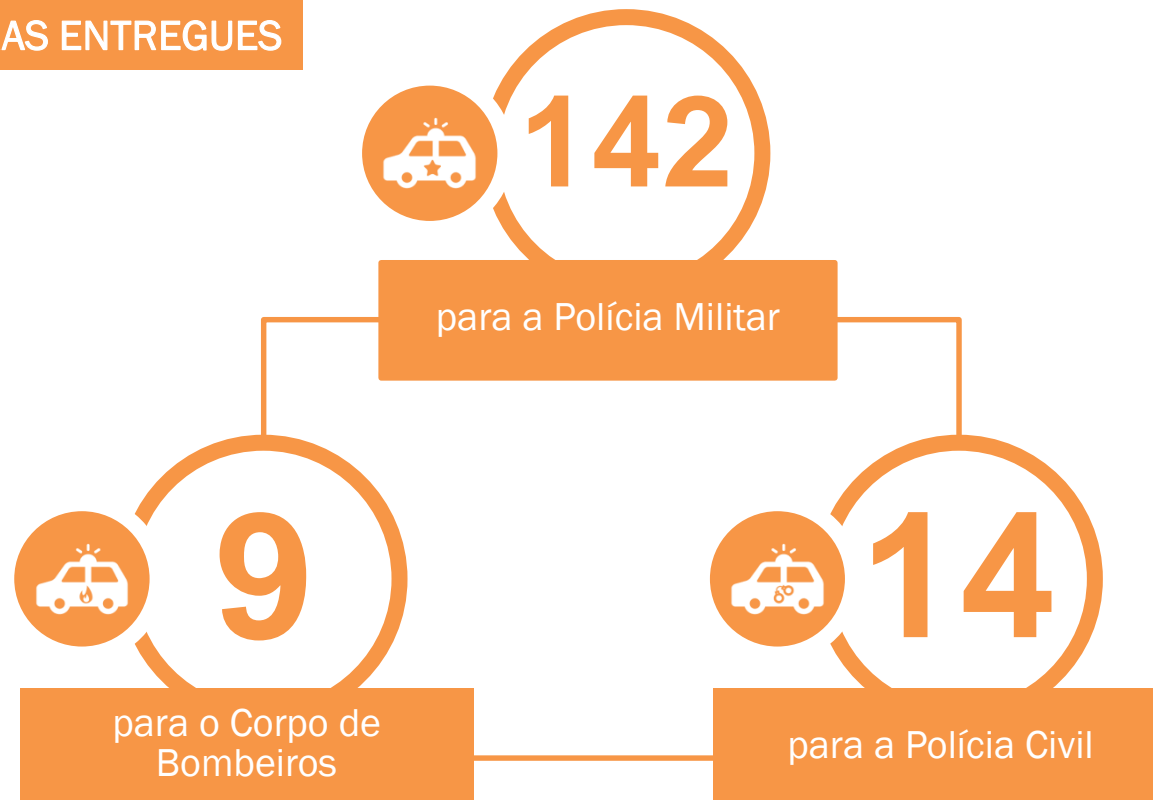 AS ENTREGUES
142
para a Polícia Militar
9
para o Corpo de
Bombeiros
14
para a Polícia Civil